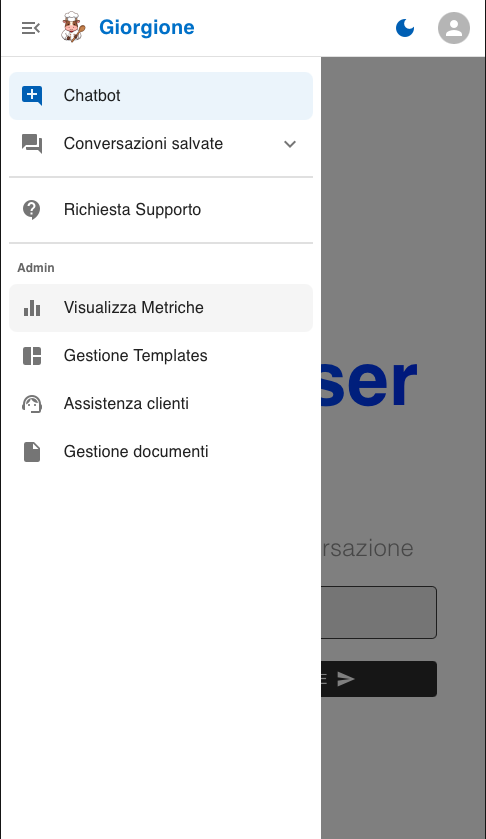 Giorgione
Chatbot
Conversazioni salvate
Richiesta Supporto
Admin
Visualizza Metriche
Gestione Templates
Assistenza clienti
Gestione documenti
ser
rsazione
E